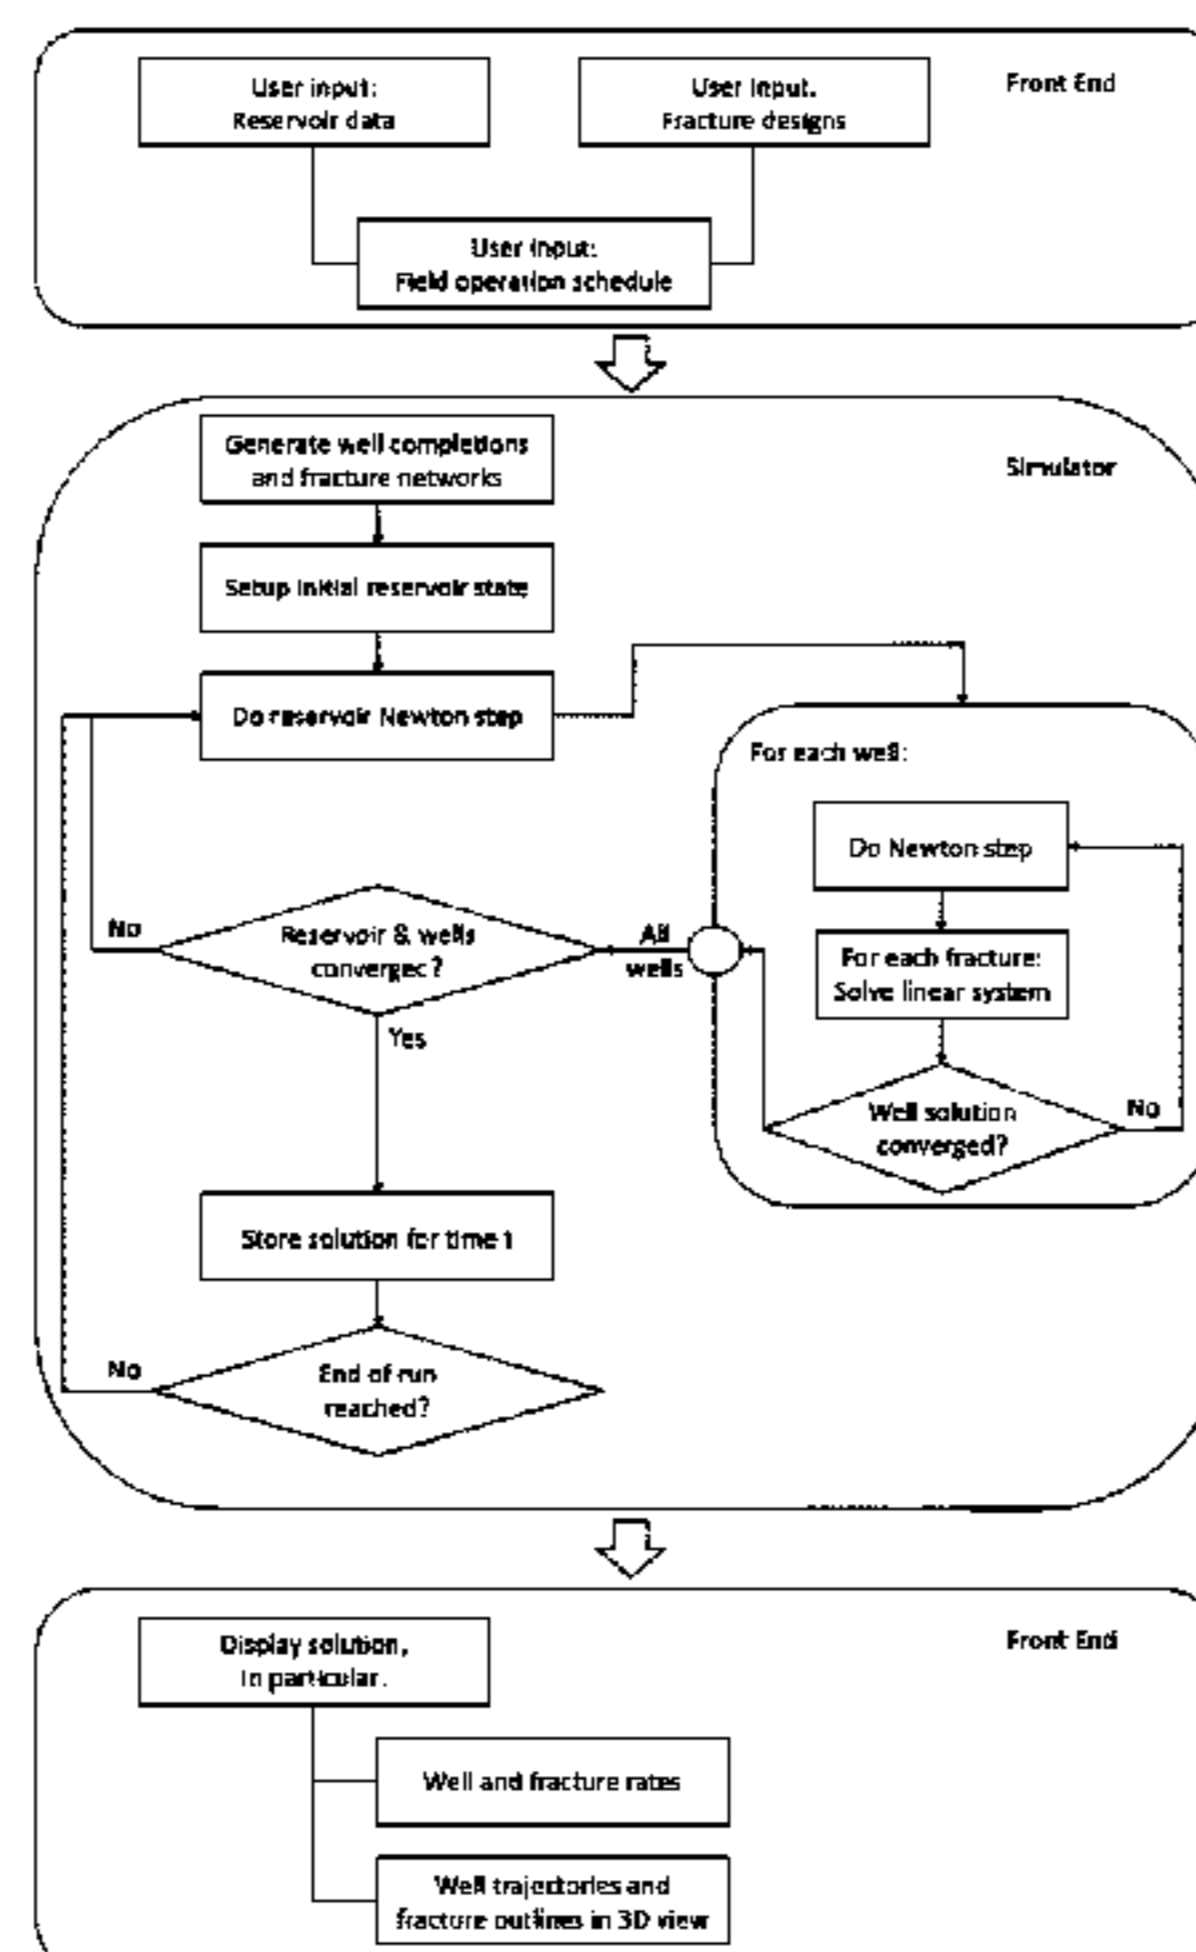 User input:
Reservoir data
User input.
Fracture designs
Front End
User input:
Field operation schedule
Generate well completions
and fracture networks
Simulator
Setup initial reservoir state
Do reservoir Newton step
For each well:
Do Newton step
No
Reservoir & wells
converged?
All
wells
For each fracture:
Solve linear system
Yes
Well solution
converged?
No
Store solution for time t
No
End of run
reached?
Display solution,
in particular.
Front End
Well and fracture rates
Well trajectories and
fracture outlines in 3D view